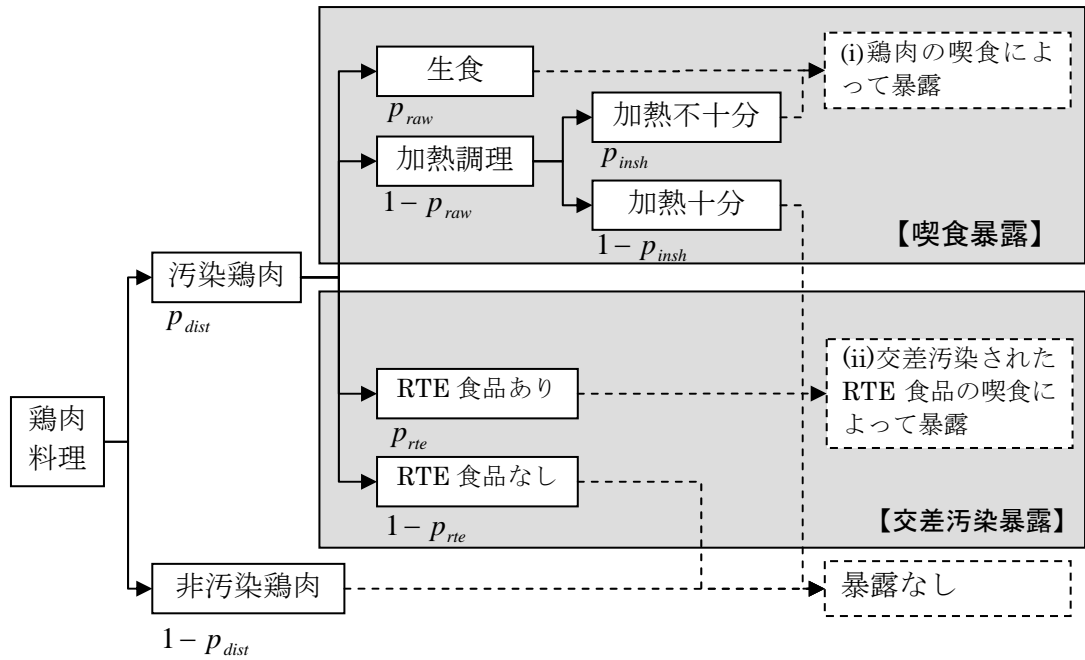 生食
p_raw
加熱調理
1 − p_raw
加熱不十分
p_insh
加熱十分
1 − p_insh
(i)鶏肉の喫食によ
って暴露
【喫食暴露】
汚染鶏肉
p_dist
鶏肉
料理
RTE 食品あり
p_rte
RTE 食品なし
1 − p_rte
(ii)交差汚染された
RTE 食品の喫食に
よって暴露
【交差汚染暴露】
非汚染鶏肉
1 − p_dist
暴露なし